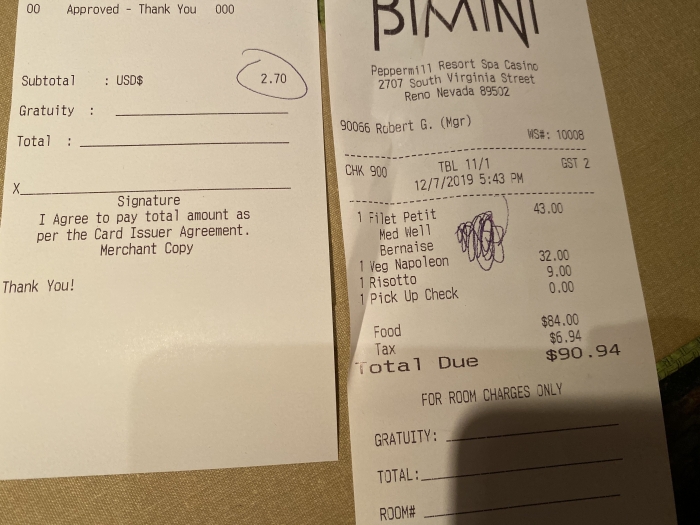 00 Approved - Thank You 000
Subtotal : USD$ 2.70
Gratuity :
Total :
X
Signature
I Agree to pay total amount as
per the Card Issuer Agreement.
Merchant Copy
Thank You!
BIMINI
Peppermill Resort Spa Casino
2707 South Virginia Street
Reno Nevada 89502
90066 Robert G. (Mgr)
WS#: 10008
CHK 900 TBL 11/1 GST 2
12/7/2019 5:43 PM
1 Filet Petit 43.00
Med Well
Bernaise
1 Veg Napoleon 32.00
1 Risotto 9.00
1 Pick Up Check 0.00
Food $84.00
Tax $6.94
Total Due $90.94
FOR ROOM CHARGES ONLY
GRATUITY:
TOTAL:
ROOM#